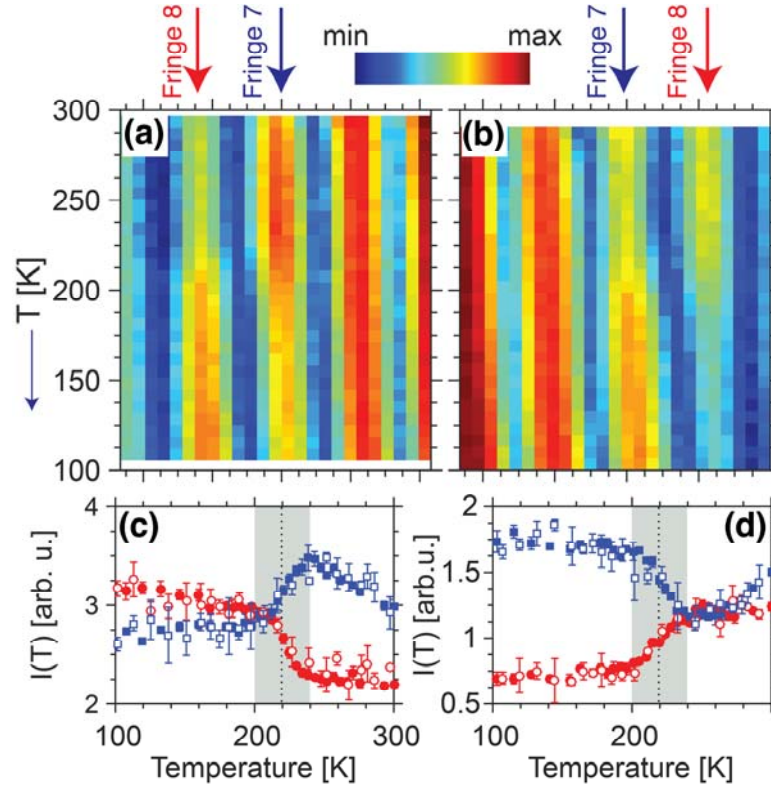 Fringe 8
Fringe 7
min
max
Fringe 7
Fringe 8
300
250
200
150
100
T [K]
(a)
(b)
4
3
2
I(T) [arb. u.]
(c)
100
200
300
Temperature [K]
2
1.5
1
0.5
I(T) [arb.u.]
(d)
100
200
300
Temperature [K]